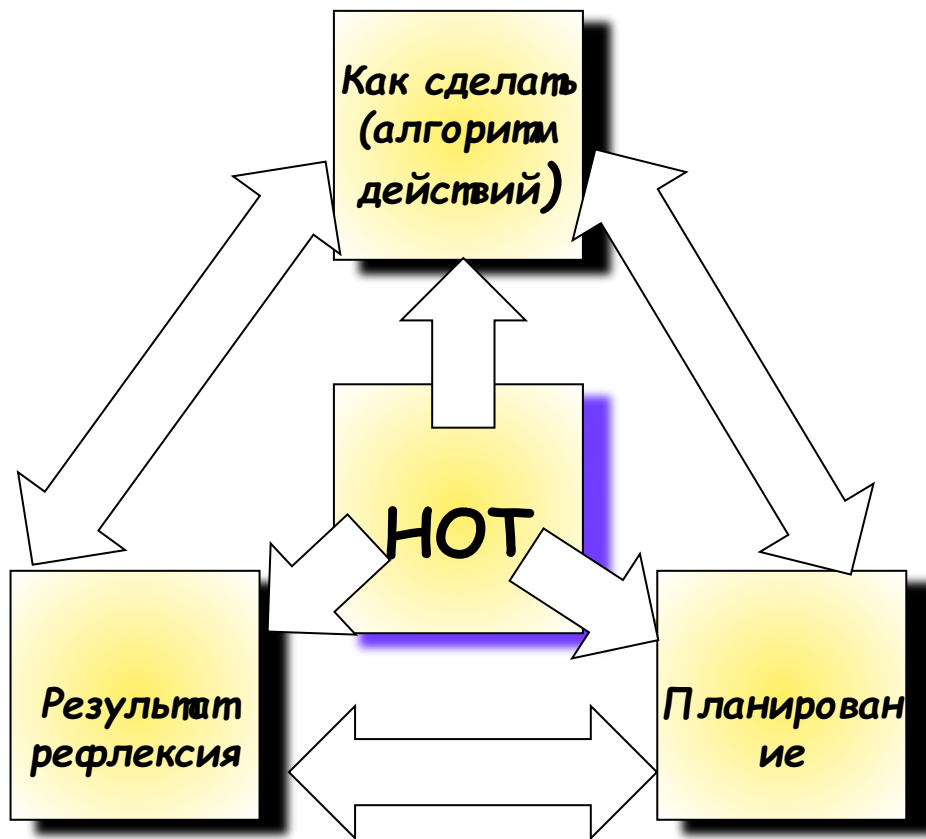 Как сделать
(алгоритм
действий)
НОТ
Результат
рефлексия
Планирован
ие